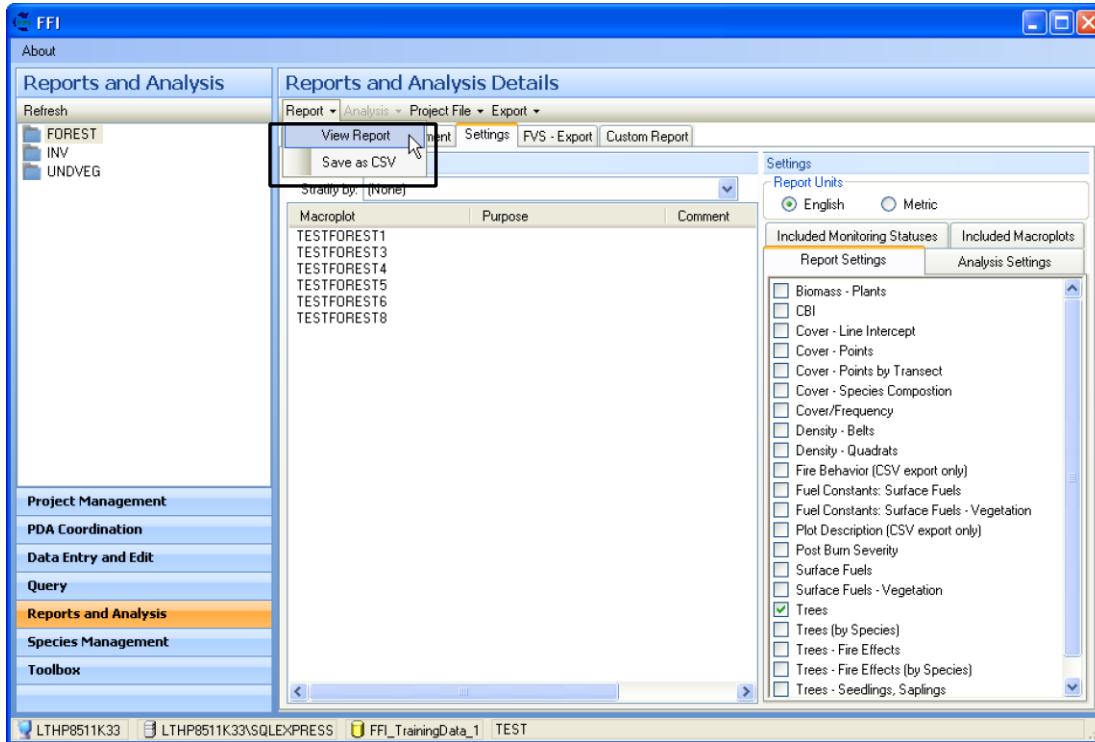 FFI
About
Reports and Analysis
Refresh
FOREST
INV
UNDVEG
Project Management
PDA Coordination
Data Entry and Edit
Query
Reports and Analysis
Species Management
Toolbox
Reports and Analysis Details
Report Analysis Project File Export
View Report
Save as CSV
ment Settings FVS - Export Custom Report
Stratify by: (None)
Macroplot Purpose Comment
TESTFOREST1
TESTFOREST3
TESTFOREST4
TESTFOREST5
TESTFOREST6
TESTFOREST8
Settings
Report Units
English Metric
Included Monitoring Statuses Included Macroplots
Report Settings Analysis Settings
Biomass - Plants
CBI
Cover - Line Intercept
Cover - Points
Cover - Points by Transect
Cover - Species Compostion
Cover/Frequency
Density - Belts
Density - Quadrats
Fire Behavior (CSV export only)
Fuel Constants: Surface Fuels
Fuel Constants: Surface Fuels - Vegetation
Plot Description (CSV export only)
Post Burn Severity
Surface Fuels
Surface Fuels - Vegetation
Trees
Trees (by Species)
Trees - Fire Effects
Trees - Fire Effects (by Species)
Trees - Seedlings, Saplings
LTHP8511K33 LTHP8511K33\SQLEXPRESS FFI_TrainingData_1 TEST